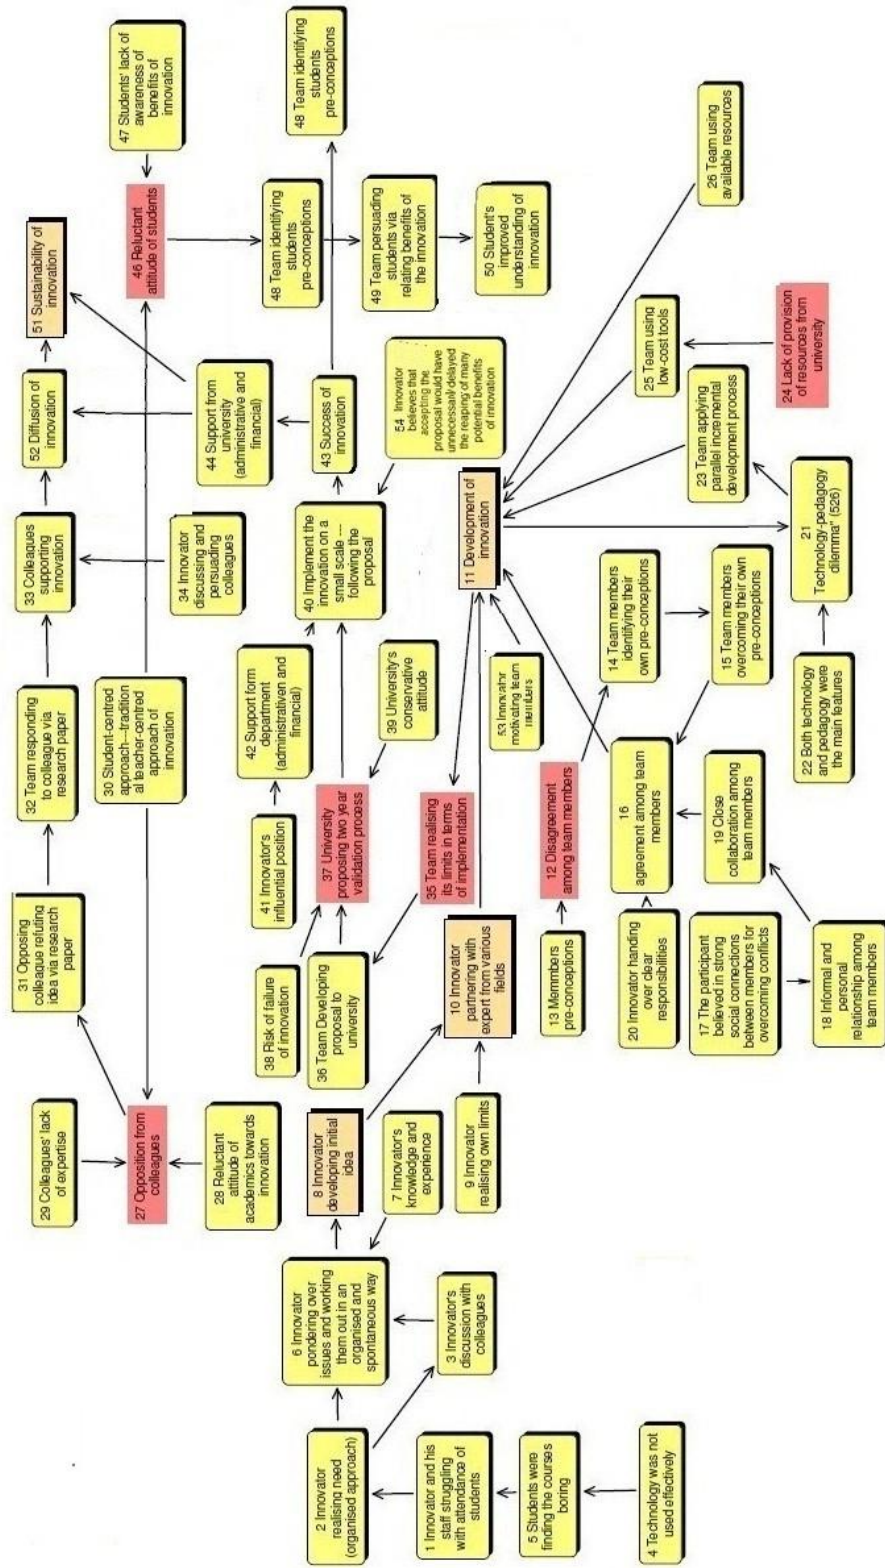 4 Technology was not
used effectively
5 Students were
finding the courses
boring
1 Innovator and his
staff struggling
with attendance of
students
2 Innovator
realising need
(organised approach)
3 Innovator's
discussion with
colleagues
6 Innovator
pondering over
issues and working
them out in an
organised and
spontaneous way
7 Innovator's
knowledge and
experience
8 Innovator
developing initial
idea
9 Innovator
realising own limits
10 Innovator
partnering with
expert from various
fields
29 Colleagues' lack
of expertise
27 Opposition from
colleagues
28 Reluctant
attitude of
academics towards
innovation
31 Opposing
colleague refuting
idea via research
paper
32 Team responding
to colleague via
research paper
30 Student-centred
approach---tradition
al teacher-centred
approach of
innovation
33 Colleagues
supporting
innovation
34 Innovator
discussing and
persuading
colleagues
52 Diffusion of
innovation
51 Sustainability of
innovation
47 Students' lack of
awareness of
benefits of
innovation
46 Reluctant
attitude of students
48 Team identifying
students
pre-conceptions
48 Team identifying
students
pre-conceptions
49 Team persuading
students via
relating benefits of
the innovation
50 Student's
improved
understanding of
innovation
44 Support from
university
(administrative and
financial)
43 Success of
innovation
54 Innovator
believes that
accepting the
proposal would have
unnecessarily delayed
the reaping of many
potential benefits
of innovation
40 Implement the
innovation on a
small scale ---
following the
proposal
42 Support form
department
(administrativen and
financial)
41 Innovator's
influential position
39 University's
conservative
attitude
37 University
proposing two year
validation process
38 Risk of failure
of innovation
36 Team Developing
proposal to
university
35 Team realising
its limits in terms
of implementation
11 Development of
innovation
53 Innovator
motivating team
members
12 Disagreement
among team members
13 Memmbers
pre-conceptions
14 Team members
identifying their
own pre-conceptions
15 Team members
overcoming their own
pre-conceptions
16
agreement among team
members
20 Innovator handing
over clear
responsibilities
19 Close
collaboration among
team members
17 The participant
believed in strong
social connections
between members for
overcoming conflicts
18 Informal and
personal
relationship among
team members
21
Technology-pedagogy
dilemma" (526)
22 Both technology
and pedagogy were
the main features
23 Team applying
parallel incremental
development process
24 Lack of provision
of resources from
university
25 Team using
low-cost tools
26 Team using
available resources